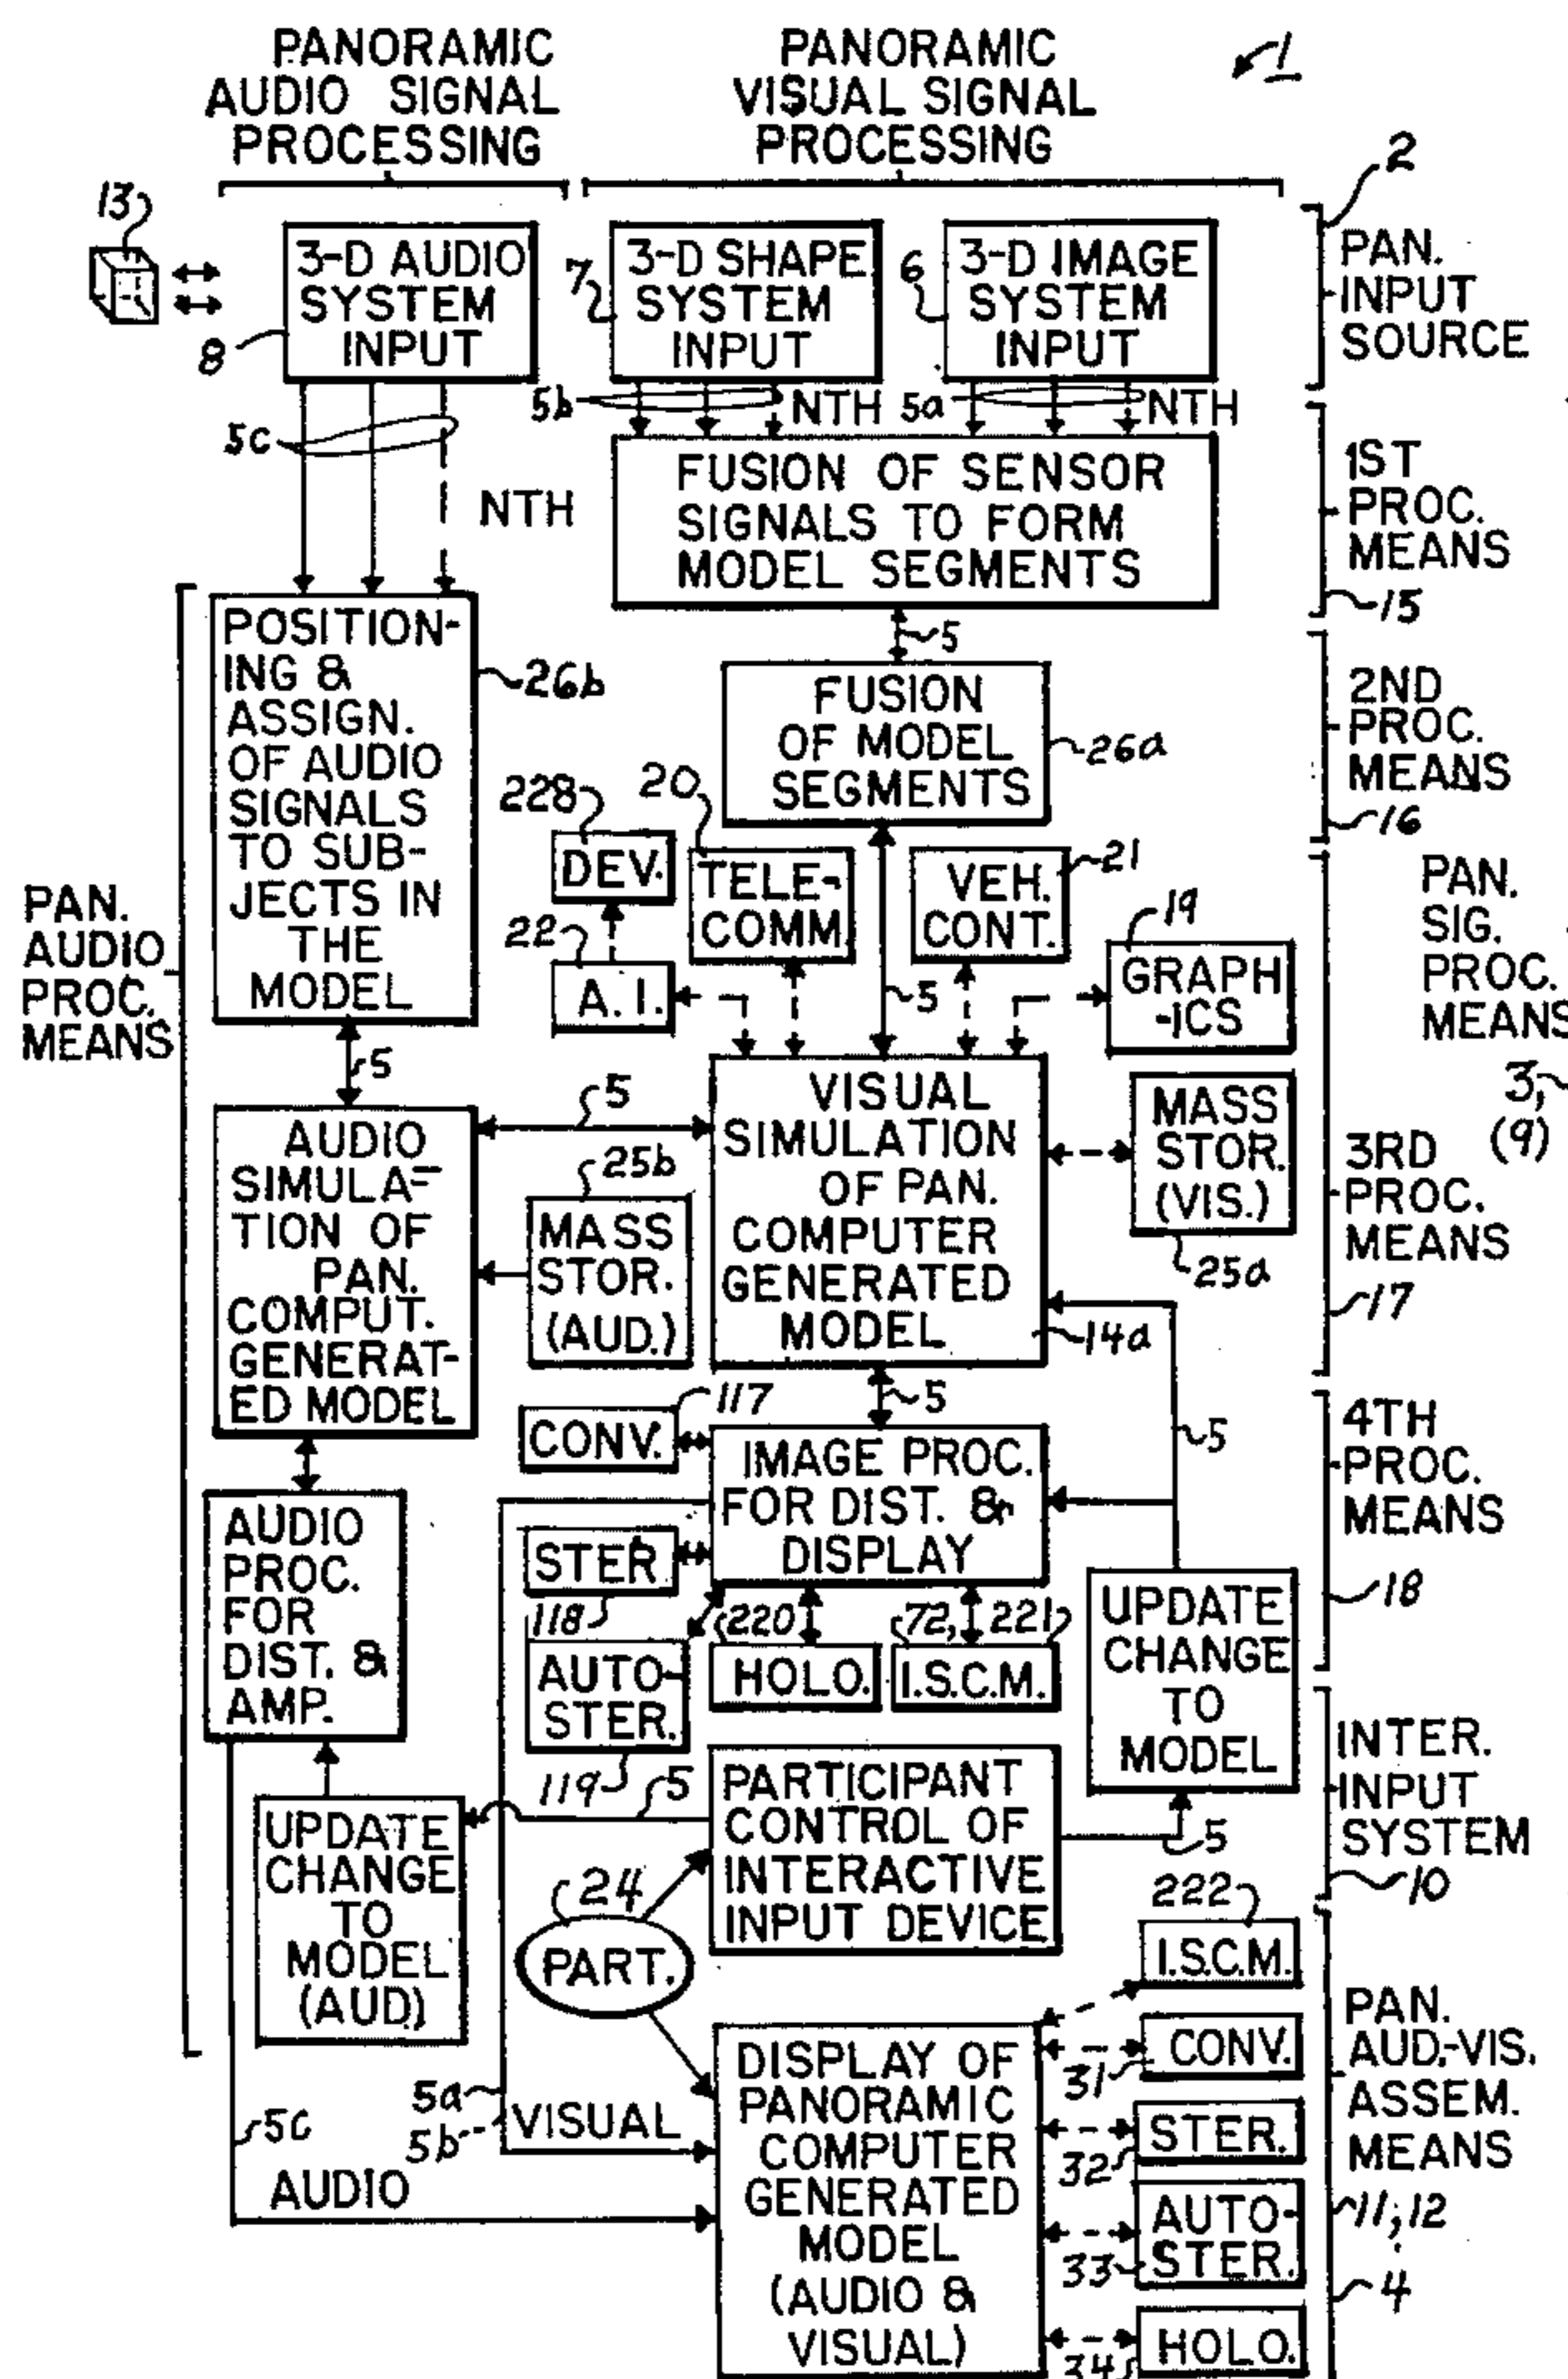 PANORAMIC
AUDIO SIGNAL
PROCESSING
PANORAMIC
VISUAL SIGNAL
PROCESSING
1
2
13
3-D AUDIO
SYSTEM
INPUT
8
7
3-D SHAPE
SYSTEM
INPUT
6
3-D IMAGE
SYSTEM
INPUT
PAN.
INPUT
SOURCE
5b
NTH
5a
NTH
5c
NTH
FUSION OF SENSOR
SIGNALS TO FORM
MODEL SEGMENTS
1ST
PROC.
MEANS
15
POSITION-
ING &
ASSIGN.
OF AUDIO
SIGNALS
TO SUB-
JECTS IN
THE
MODEL
26b
5
FUSION
OF MODEL
SEGMENTS
26a
2ND
PROC.
MEANS
16
PAN.
AUDIO
PROC.
MEANS
228
DEV.
20
TELE-
COMM.
VEH.
CONT.
21
22
A.I.
5
19
GRAPH
-ICS
PAN.
SIG.
PROC.
MEANS
3,
(9)
5
5
AUDIO
SIMULA-
TION OF
PAN.
COMPUT.
GENERAT-
ED MODEL
25b
MASS
STOR.
(AUD.)
VISUAL
SIMULATION
OF PAN.
COMPUTER
GENERATED
MODEL
14a
MASS
STOR.
(VIS.)
25a
3RD
PROC.
MEANS
17
5
117
CONV.
IMAGE PROC.
FOR DIST. &
DISPLAY
5
4TH
PROC.
MEANS
18
STER
118
AUDIO
PROC.
FOR
DIST. &
AMP.
AUTO-
STER.
119
220
HOLO.
72, 221
I.S.C.M.
UPDATE
CHANGE
TO
MODEL
5
5
INTER.
INPUT
SYSTEM
10
UPDATE
CHANGE
TO
MODEL
(AUD)
PARTICIPANT
CONTROL OF
INTERACTIVE
INPUT DEVICE
24
PART.
222
I.S.C.M.
5a
5b
VISUAL
5c
AUDIO
DISPLAY OF
PANORAMIC
COMPUTER
GENERATED
MODEL
(AUDIO &
VISUAL)
CONV.
31
STER.
32
AUTO-
STER.
33
HOLO.
34
PAN.
AUD.-VIS.
ASSEM.
MEANS
11, 12
4